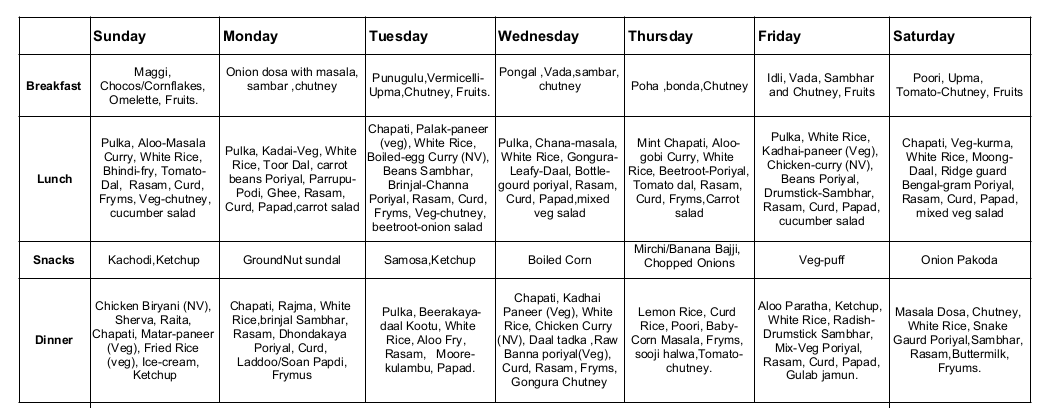 Sunday
Monday
Tuesday
Wednesday
Thursday
Friday
Saturday
Breakfast
Maggi,
Chocos/Cornflakes,
Omelette, Fruits.
Onion dosa with masala,
sambar ,chutney
Punugulu,Vermicelli-
Upma,Chutney, Fruits.
Pongal ,Vada,sambar,
chutney
Poha ,bonda,Chutney
Idli, Vada, Sambhar
and Chutney, Fruits
Poori, Upma,
Tomato-Chutney, Fruits
Lunch
Pulka, Aloo-Masala
Curry, White Rice,
Bhindi-fry, Tomato-
Dal, Rasam, Curd,
Fryms, Veg-chutney,
cucumber salad
Pulka, Kadai-Veg, White
Rice, Toor Dal, carrot
beans Poriyal, Parrupu-
Podi, Ghee, Rasam,
Curd, Papad,carrot salad
Chapati, Palak-paneer
(veg), White Rice,
Boiled-egg Curry (NV),
Beans Sambhar,
Brinjal-Channa
Poriyal, Rasam, Curd,
Fryms, Veg-chutney,
beetroot-onion salad
Pulka, Chana-masala,
White Rice, Gongura-
Leafy-Daal, Bottle-
gourd poriyal, Rasam,
Curd, Papad,mixed
veg salad
Mint Chapati, Aloo-
gobi Curry, White
Rice, Beetroot-Poriyal,
Tomato dal, Rasam,
Curd, Fryms,Carrot
salad
Pulka, White Rice,
Kadhai-paneer (Veg),
Chicken-curry (NV),
Beans Poriyal,
Drumstick-Sambhar,
Rasam, Curd, Papad,
cucumber salad
Chapati, Veg-kurma,
White Rice, Moong-
Daal, Ridge guard
Bengal-gram Poriyal,
Rasam, Curd, Papad,
mixed veg salad
Snacks
Kachodi,Ketchup
GroundNut sundal
Samosa,Ketchup
Boiled Corn
Mirchi/Banana Bajji,
Chopped Onions
Veg-puff
Onion Pakoda
Dinner
Chicken Biryani (NV),
Sherva, Raita,
Chapati, Matar-paneer
(Veg), Fried Rice
(veg), Ice-cream,
Ketchup
Chapati, Rajma, White
Rice,brinjal Sambhar,
Rasam, Dhondakaya
Poriyal, Curd,
Laddoo/Soan Papdi,
Frymus
Pulka, Beerakaya-
daal Kootu, White
Rice, Aloo Fry,
Rasam, Moore-
kulambu, Papad.
Chapati, Kadhai
Paneer (Veg), White
Rice, Chicken Curry
(NV), Daal tadka ,Raw
Banna poriyal(Veg),
Curd, Rasam, Fryms,
Gongura Chutney
Lemon Rice, Curd
Rice, Poori, Baby-
Corn Masala, Fryms,
sooji halwa,Tomato-
chutney.
Aloo Paratha, Ketchup,
White Rice, Radish-
Drumstick Sambhar,
Mix-Veg Poriyal,
Rasam, Curd, Papad,
Gulab jamun.
Masala Dosa, Chutney,
White Rice, Snake
Gaurd Poriyal,Sambhar,
Rasam,Buttermilk,
Fryums.